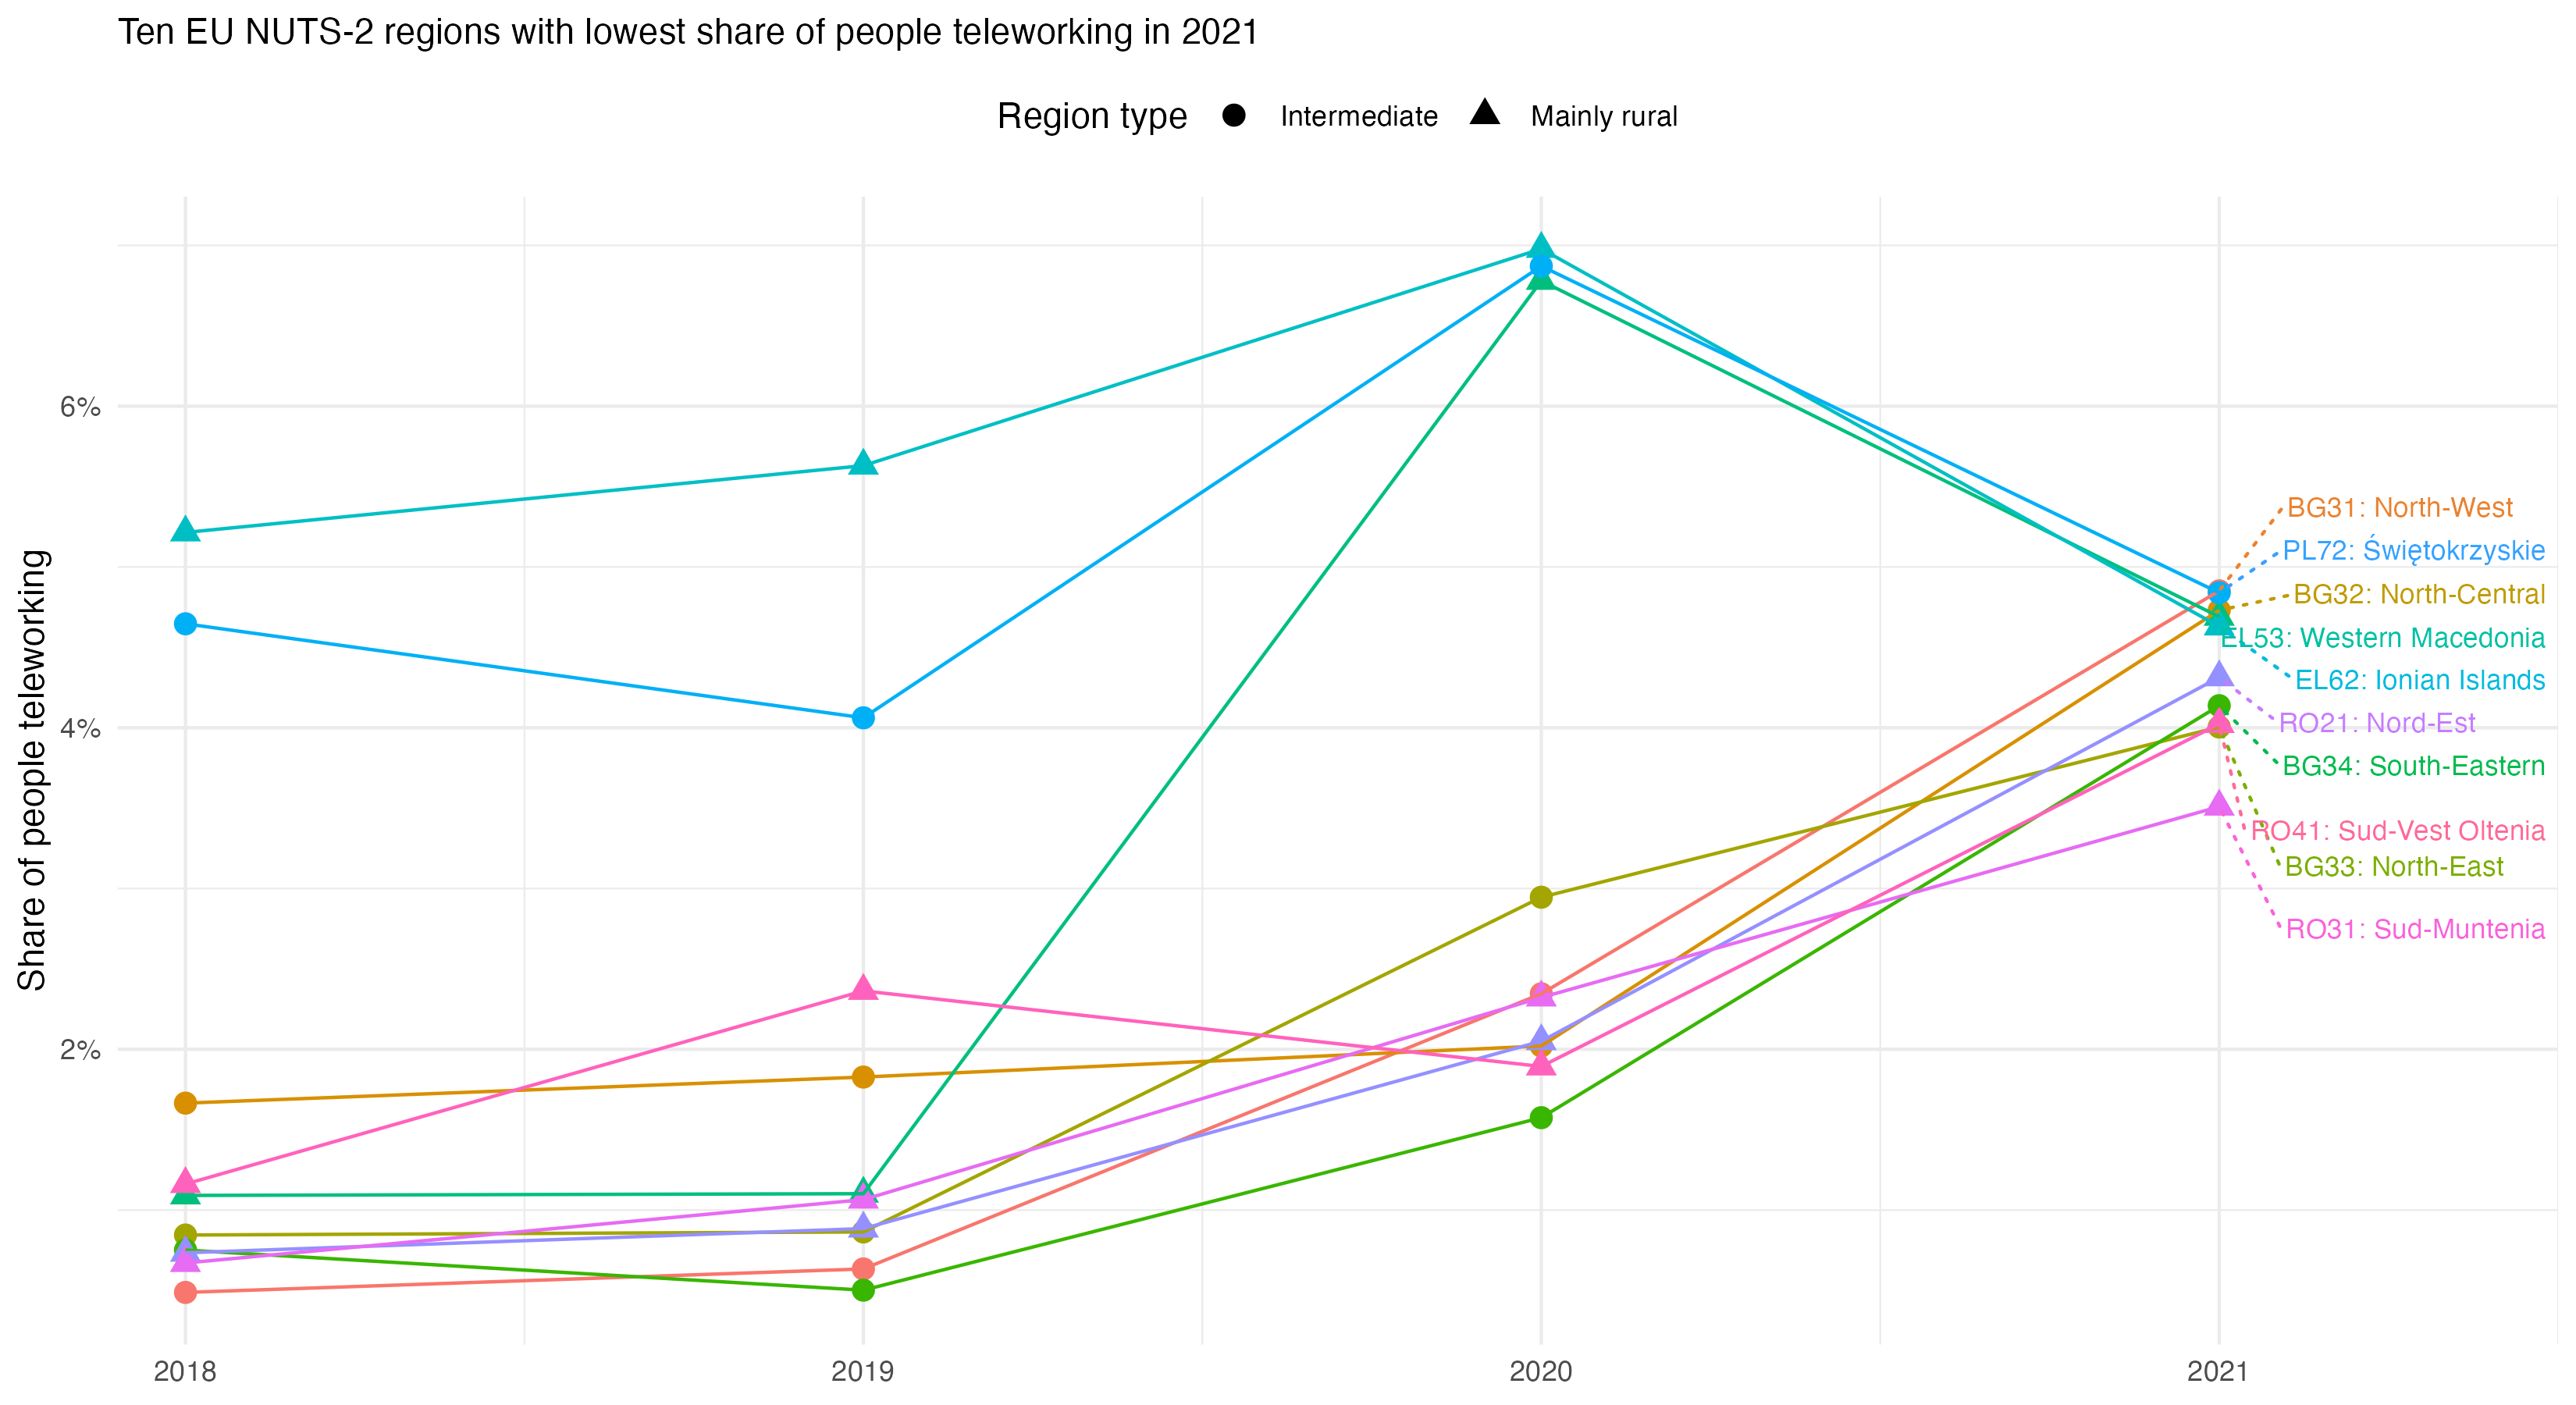 Ten EU NUTS-2 regions with lowest share of people teleworking in 2021
Region type Intermediate Mainly rural
Share of people teleworking
6%
4%
2%
BG31: North-West
PL72: Świętokrzyskie
BG32: North-Central
EL53: Western Macedonia
EL62: Ionian Islands
RO21: Nord-Est
BG34: South-Eastern
RO41: Sud-Vest Oltenia
BG33: North-East
RO31: Sud-Muntenia
2018 2019 2020 2021